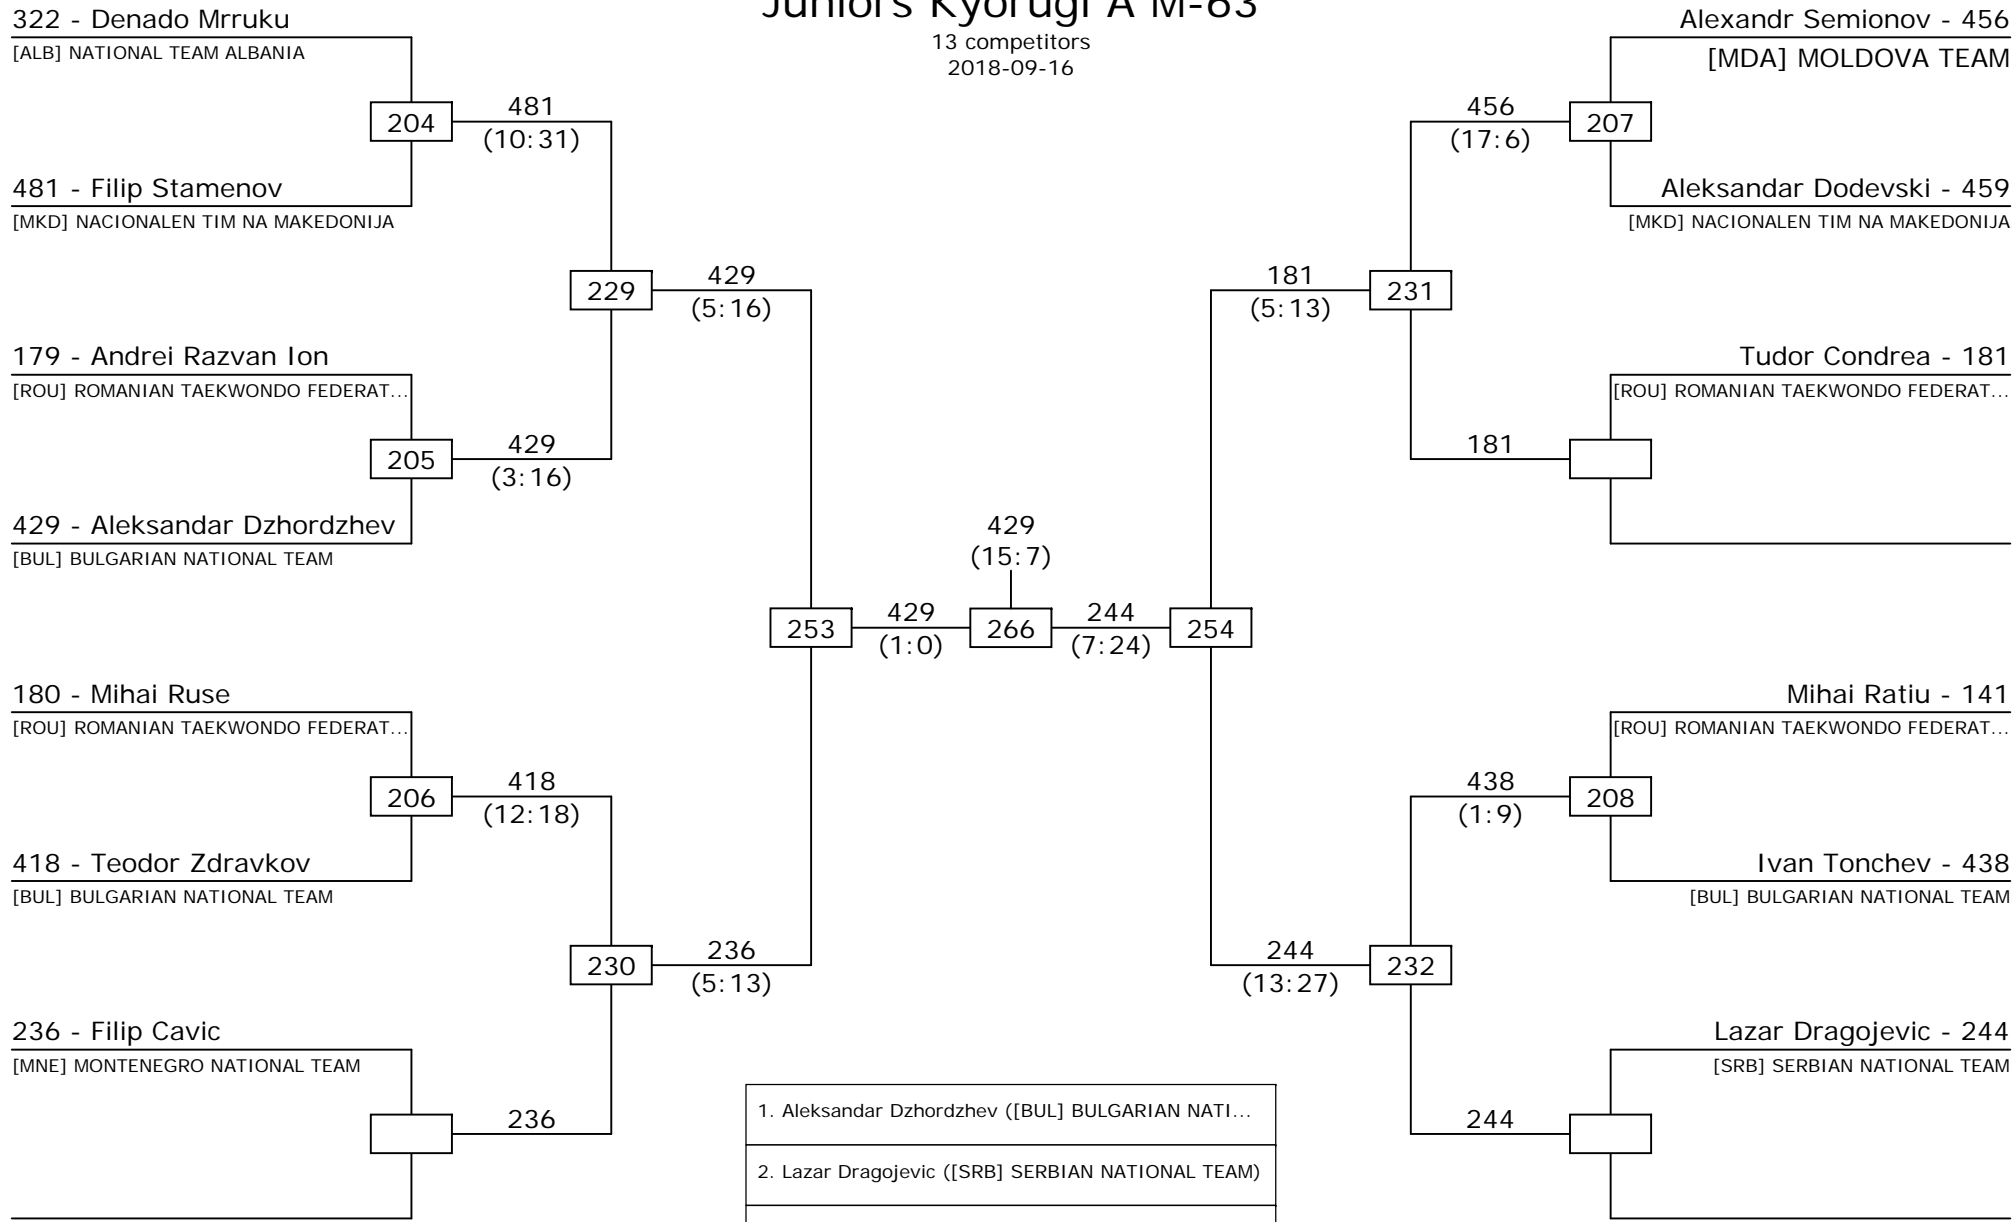 Juniors Kyorugi A M-63
13 competitors
2018-09-16
322 - Denado Mrruku
[ALB] NATIONAL TEAM ALBANIA
204
481
(10:31)
481 - Filip Stamenov
[MKD] NACIONALEN TIM NA MAKEDONIJA
229
429
(5:16)
179 - Andrei Razvan Ion
[ROU] ROMANIAN TAEKWONDO FEDERAT...
205
429
(3:16)
429 - Aleksandar Dzhordzhev
[BUL] BULGARIAN NATIONAL TEAM
253
429
(1:0)
180 - Mihai Ruse
[ROU] ROMANIAN TAEKWONDO FEDERAT...
206
418
(12:18)
418 - Teodor Zdravkov
[BUL] BULGARIAN NATIONAL TEAM
230
236
(5:13)
236 - Filip Cavic
[MNE] MONTENEGRO NATIONAL TEAM
236
429
(15:7)
266
Alexandr Semionov - 456
[MDA] MOLDOVA TEAM
456
(17:6)
207
Aleksandar Dodevski - 459
[MKD] NACIONALEN TIM NA MAKEDONIJA
181
(5:13)
231
Tudor Condrea - 181
[ROU] ROMANIAN TAEKWONDO FEDERAT...
181
244
(7:24)
254
Mihai Ratiu - 141
[ROU] ROMANIAN TAEKWONDO FEDERAT...
438
(1:9)
208
Ivan Tonchev - 438
[BUL] BULGARIAN NATIONAL TEAM
244
(13:27)
232
Lazar Dragojevic - 244
[SRB] SERBIAN NATIONAL TEAM
244
1. Aleksandar Dzhordzhev ([BUL] BULGARIAN NATI...
2. Lazar Dragojevic ([SRB] SERBIAN NATIONAL TEAM)